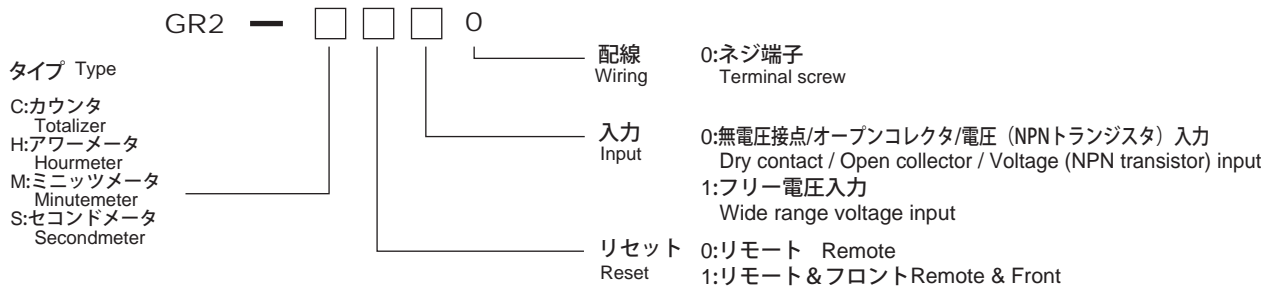 GR2 ー □ □ □ 0
タイプ Type
C:カウンタ
Totalizer
H:アワーメータ
Hourmeter
M:ミニッツメータ
Minutemeter
S:セコンドメータ
Secondmeter
配線
Wiring
0:ネジ端子
Terminal screw
入力
Input
0:無電圧接点/オープンコレクタ/電圧（NPNトランジスタ）入力
Dry contact / Open collector / Voltage (NPN transistor) input
1:フリー電圧入力
Wide range voltage input
リセット
Reset
0:リモート Remote
1:リモート＆フロントRemote & Front